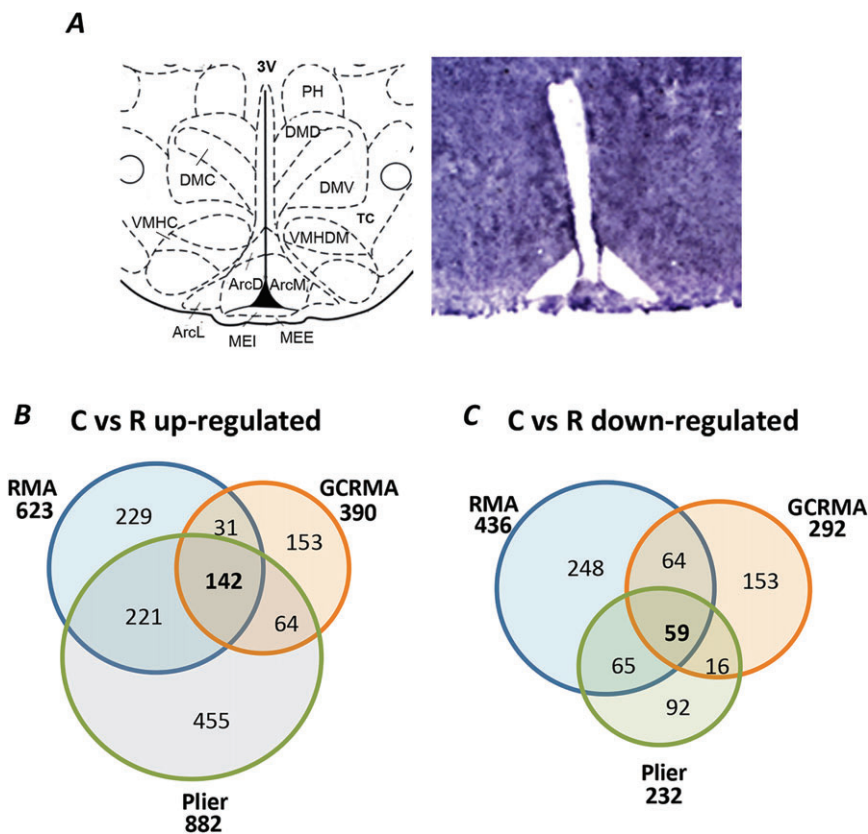 A
3V
PH
DMD
DMC
DMV
TC
VMHC
VMHDM
ArcD ArcM
ArcL
MEI
MEE
B
C vs R up-regulated
RMA
623
GCRMA
390
229
31
153
142
221
64
455
Plier
882
C
C vs R down-regulated
RMA
436
GCRMA
292
248
64
153
59
65
16
92
Plier
232